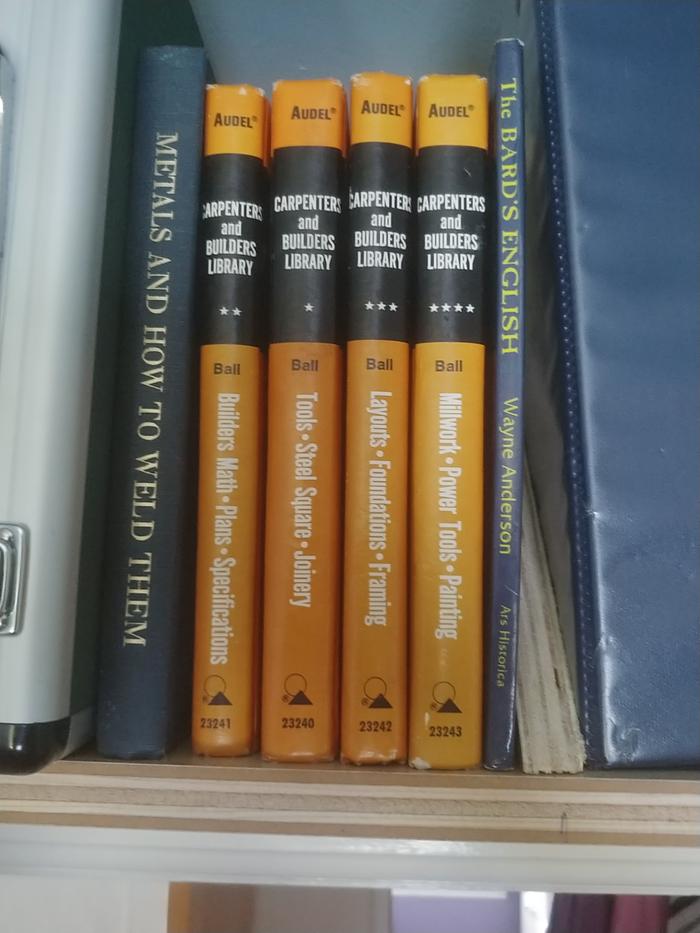 METALS AND HOW TO WELD THEM
AUDEL®
CARPENTERS
and
BUILDERS
LIBRARY
★★
Ball
Builders Math • Plans • Specifications
®
23241
AUDEL®
CARPENTERS
and
BUILDERS
LIBRARY
★
Ball
Tools • Steel Square • Joinery
®
23240
AUDEL®
CARPENTERS
and
BUILDERS
LIBRARY
★★★
Ball
Layouts • Foundations • Framing
®
23242
AUDEL®
CARPENTERS
and
BUILDERS
LIBRARY
★★★★
Ball
Millwork • Power Tools • Painting
®
23243
The BARD'S ENGLISH Wayne Anderson Ars Historica